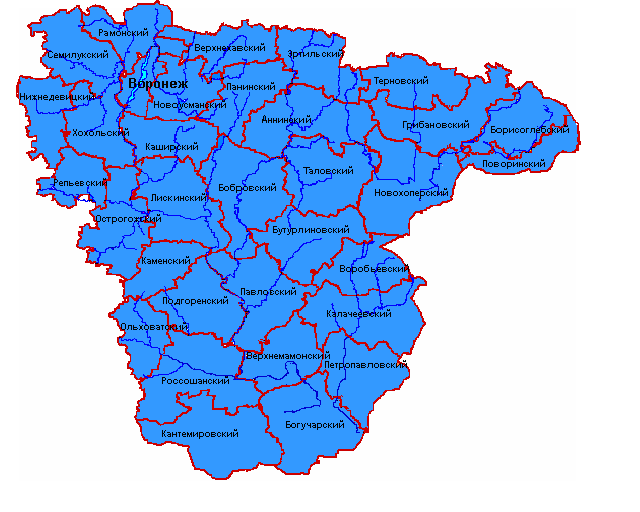 Рамонский
Верхнехавский
Эртильский
Семилукский
Терновский
Воронеж
Панинский
Нижнедевицкий
Новоусманский
Аннинский
Грибановский
Борисоглебский
Хохольский
Каширский
Поворинский
Таловский
Репьевский
Бобровский
Новохоперский
Лискинский
Острогожский
Бутурлиновский
Каменский
Воробьевский
Павловский
Подгоренский
Калачеевский
Ольховатский
Верхнемамонский
Петропавловский
Россошанский
Богучарский
Кантемировский